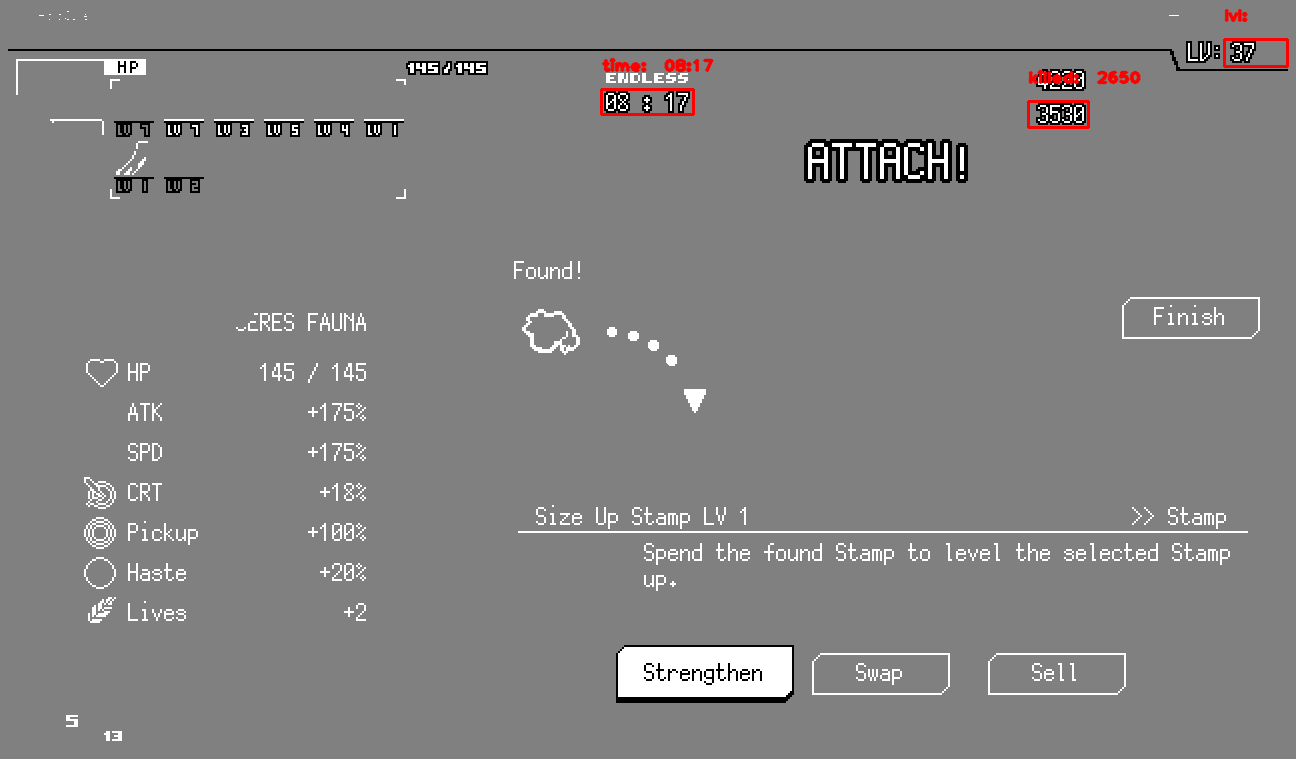 lvl:
LV: 37
HP
145/145
time: 08:17
ENDLESS
08 : 17
killed: 2650
4220
3530
LV 7 LV 7 LV 3 LV 5 LV 4 LV 1
LV 1 LV 2
ATTACH!
Found!
CERES FAUNA
Finish
HP 145 / 145
ATK +175%
SPD +175%
CRT +18%
Pickup +100%
Haste +20%
Lives +2
Size Up Stamp LV 1 >> Stamp
Spend the found Stamp to level the selected Stamp
up.
Strengthen Swap Sell
5
13